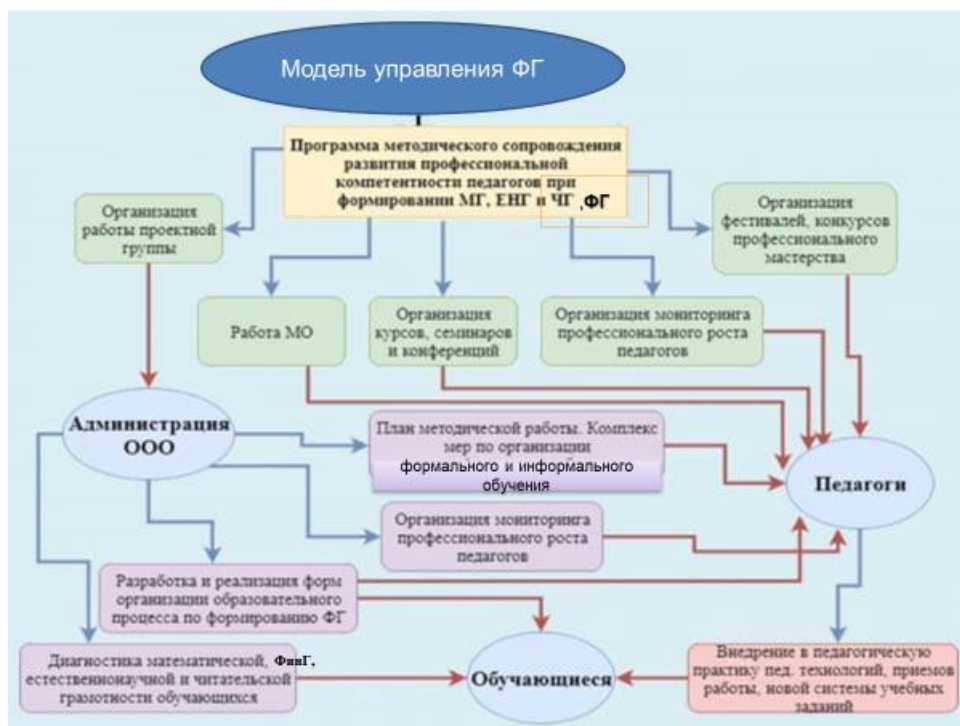 Модель управления ФГ
Программа методического сопровождения
развития профессиональной
компетентности педагогов при
формировании МГ, ЕНГ и ЧГ ,ФГ
Организация
работы проектной
группы
Организация
фестивалей, конкурсов
профессионального
мастерства
Работа МО
Организация
курсов, семинаров
и конференций
Организация мониторинга
профессионального роста
педагогов
Администрация
ООО
План методической работы. Комплекс
мер по организации
формального и информального
обучения
Педагоги
Организация мониторинга
профессионального роста
педагогов
Разработка и реализация форм
организации образовательного
процесса по формированию ФГ
Диагностика математической, ФинГ,
естественнонаучной и читательской
грамотности обучающихся
Обучающиеся
Внедрение в педагогическую
практику пед. технологий, приемов
работы, новой системы учебных
заданий